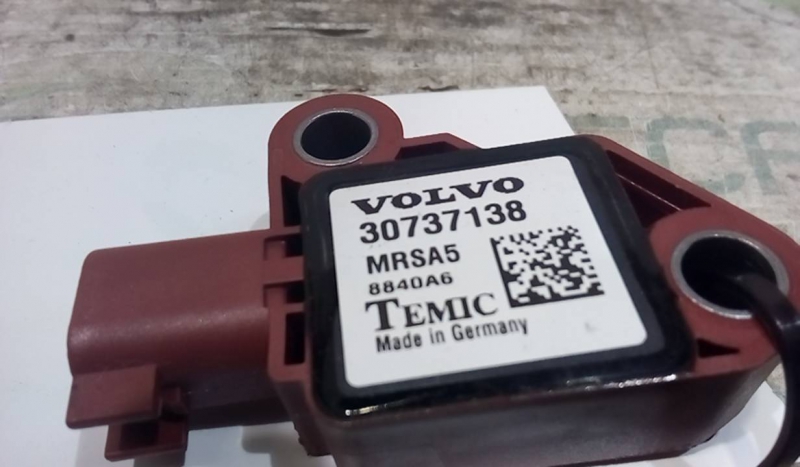 VOLVO
30737138
MRSA5
8840A6
TEMIC
Made in Germany